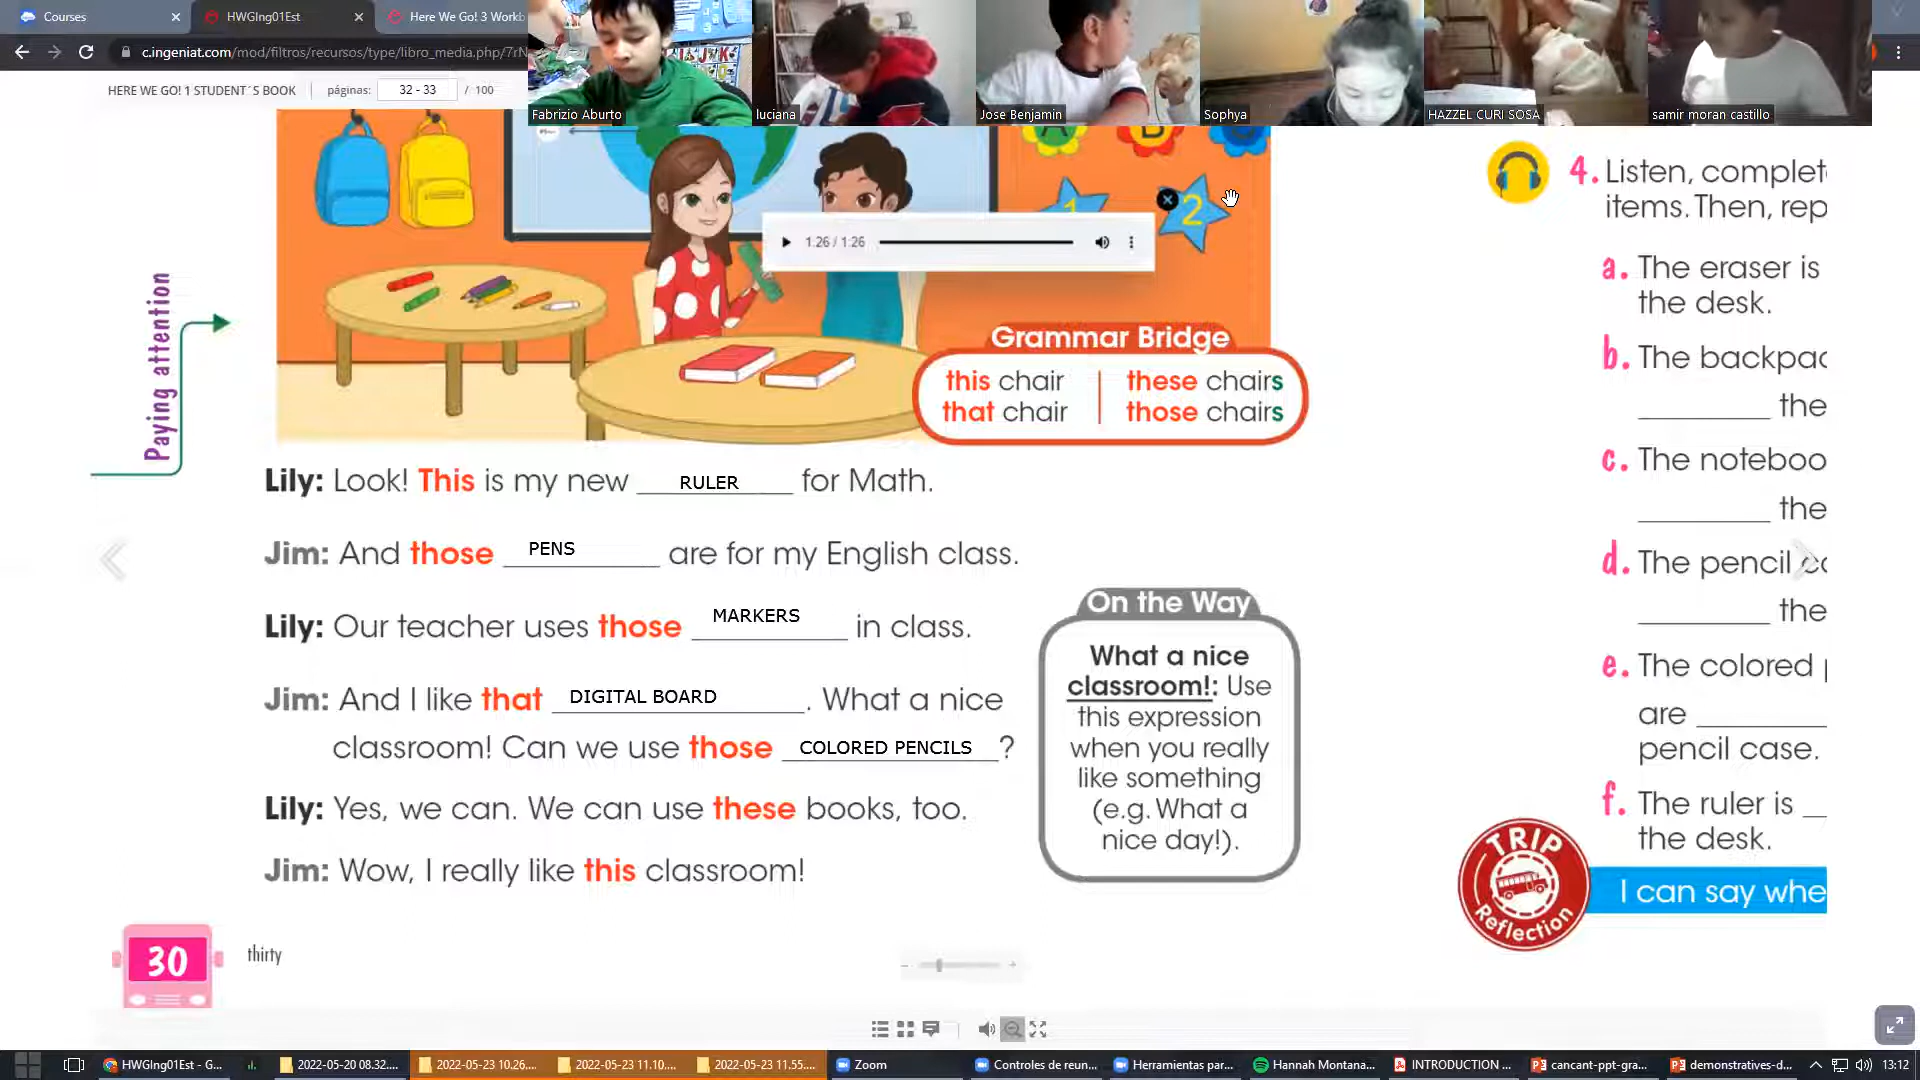 Courses
HWGIng01Est
Here We Go! 3 Workb
c.ingeniat.com/mod/filtros/recursos/type/libro_media.php/7rN
HERE WE GO! 1 STUDENT´S BOOK
páginas:
32 - 33
/ 100
Fabrizio Aburto
luciana
Jose Benjamin
Sophya
HAZZEL CURI SOSA
samir moran castillo
1
2
1:26 / 1:26
Paying attention
Grammar Bridge
this chair
these chairs
that chair
those chairs
Lily: Look! This is my new RULER for Math.
Jim: And those PENS are for my English class.
Lily: Our teacher uses those MARKERS in class.
Jim: And I like that DIGITAL BOARD. What a nice
classroom! Can we use those COLORED PENCILS?
Lily: Yes, we can. We can use these books, too.
Jim: Wow, I really like this classroom!
On the Way
What a nice
classroom!: Use
this expression
when you really
like something
(e.g. What a
nice day!).
30
thirty
4. Listen, complet
items. Then, rep
a. The eraser is
the desk.
b. The backpac
________ the
c. The noteboo
________ the
d. The pencil c
________ the
e. The colored p
are ________
pencil case.
f. The ruler is __
the desk.
TRIP
Reflection
I can say whe
HWGIng01Est - G...
2022-05-20 08.32....
2022-05-23 10.26....
2022-05-23 11.10....
2022-05-23 11.55....
Zoom
Controles de reun...
Herramientas par...
Hannah Montana...
INTRODUCTION ...
cancant-ppt-gra...
demonstratives-d...
13:12